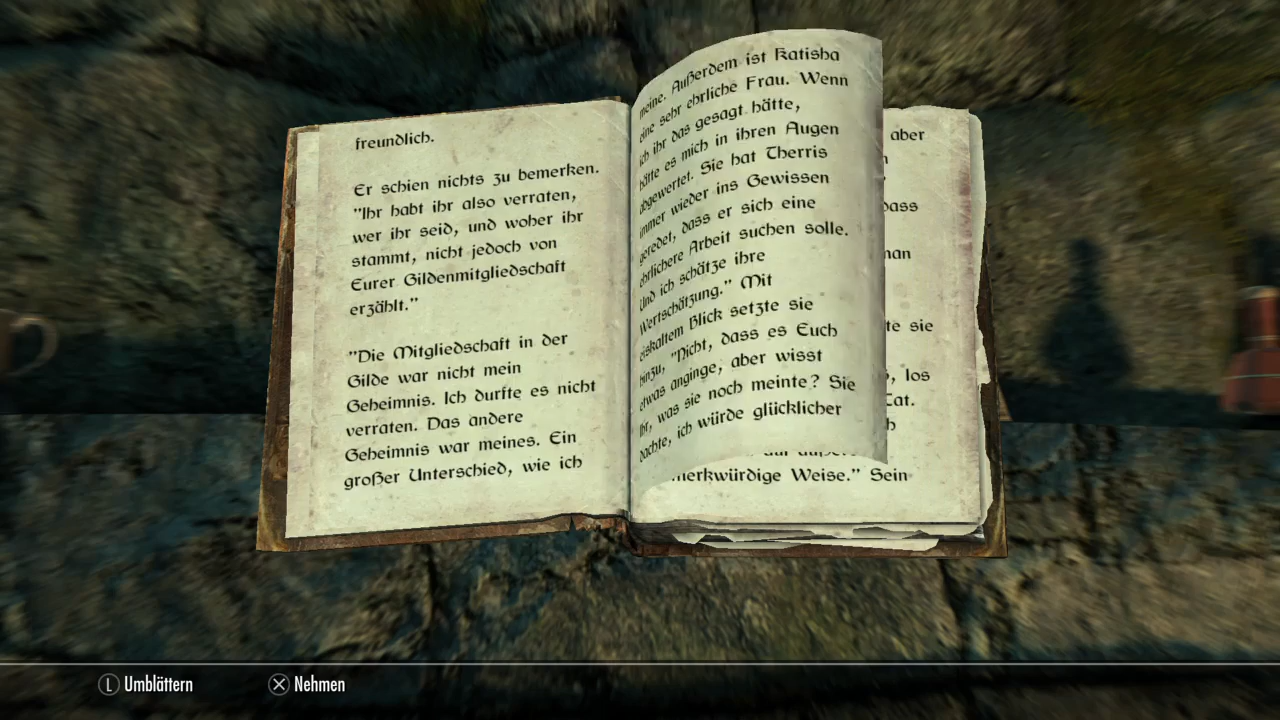 freundlich.
Er schien nichts zu bemerken.
"Ihr habt ihr also verraten,
wer ihr seid, und woher ihr
stammt, nicht jedoch von
Eurer Gildenmitgliedschaft
erzählt."
"Die Mitgliedschaft in der
Gilde war nicht mein
Geheimnis. Ich durfte es nicht
verraten. Das andere
Geheimnis war meines. Ein
großer Unterschied, wie ich
meine. Außerdem ist Katisha
eine sehr ehrliche Frau. Wenn
ich ihr das gesagt hätte,
hätte es mich in ihren Augen
abgewertet. Sie hat Therris
immer wieder ins Gewissen
geredet, dass er sich eine
ehrlichere Arbeit suchen solle.
Und ich schätze ihre
Wertschätzung." Mit
eiskaltem Blick setzte sie
hinzu, "Nicht, dass es Euch
etwas anginge, aber wisst
Ihr, was sie noch meinte? Sie
dachte, ich würde glücklicher
aber
dass
man
sie
los
Tat.
merkwürdige Weise." Sein
Umblättern
Nehmen
L